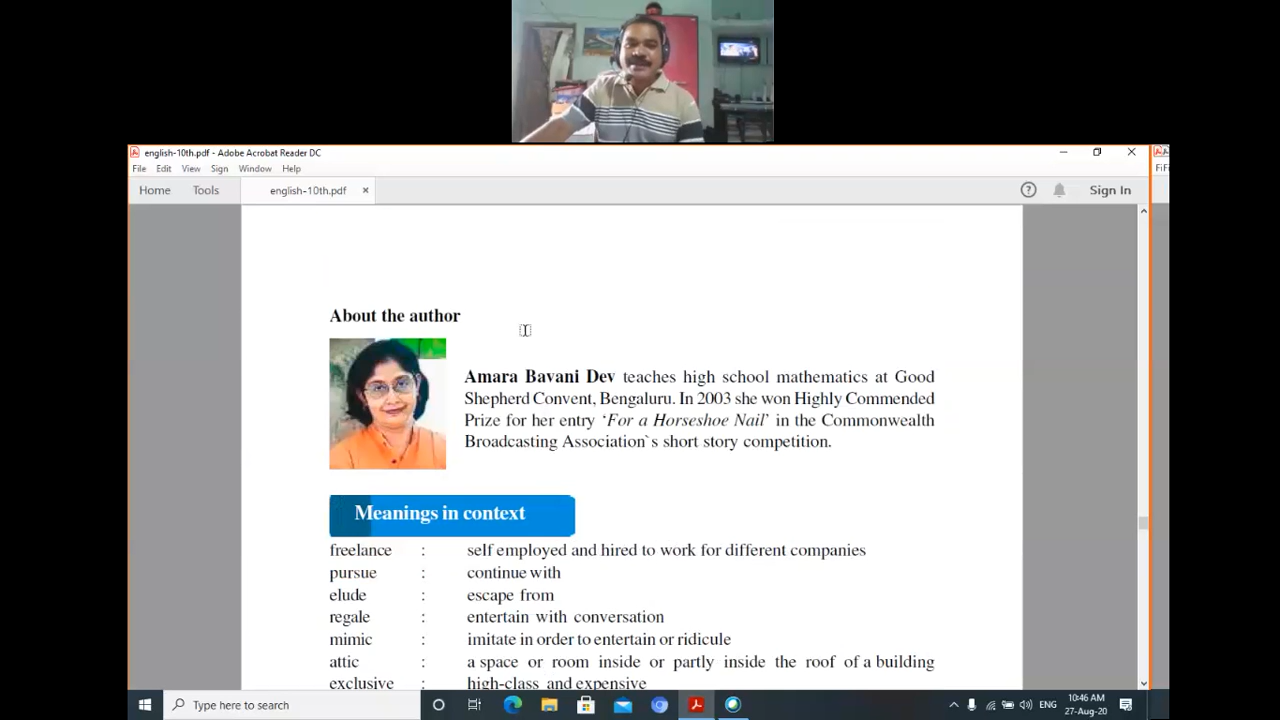 english-10th.pdf - Adobe Acrobat Reader DC
File Edit View Sign Window Help
Home Tools english-10th.pdf × Sign In
FiFi
About the author
Amara Bavani Dev teaches high school mathematics at Good
Shepherd Convent, Bengaluru. In 2003 she won Highly Commended
Prize for her entry ‘For a Horseshoe Nail’ in the Commonwealth
Broadcasting Association`s short story competition.
Meanings in context
freelance : self employed and hired to work for different companies
pursue : continue with
elude : escape from
regale : entertain with conversation
mimic : imitate in order to entertain or ridicule
attic : a space or room inside or partly inside the roof of a building
exclusive : high-class and expensive
Type here to search
ENG
10:46 AM
27-Aug-20